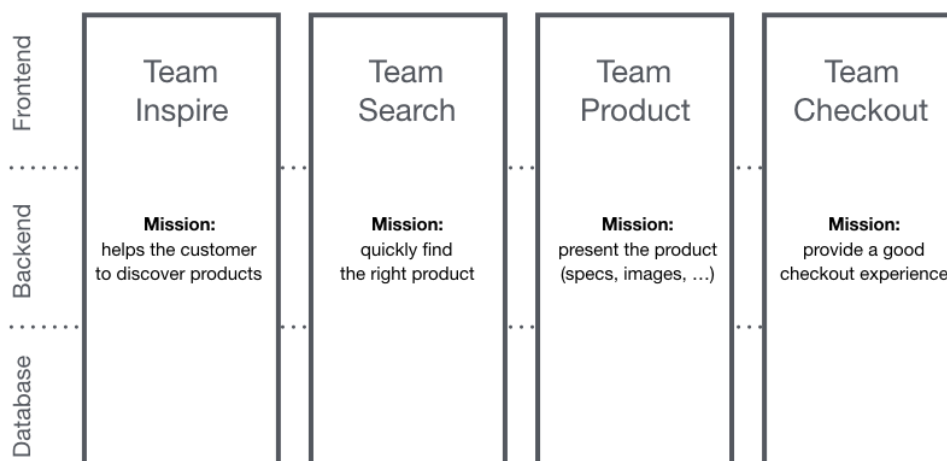 Frontend
Backend
Database
Team
Inspire
Mission:
helps the customer
to discover products
Team
Search
Mission:
quickly find
the right product
Team
Product
Mission:
present the product
(specs, images, …)
Team
Checkout
Mission:
provide a good
checkout experience